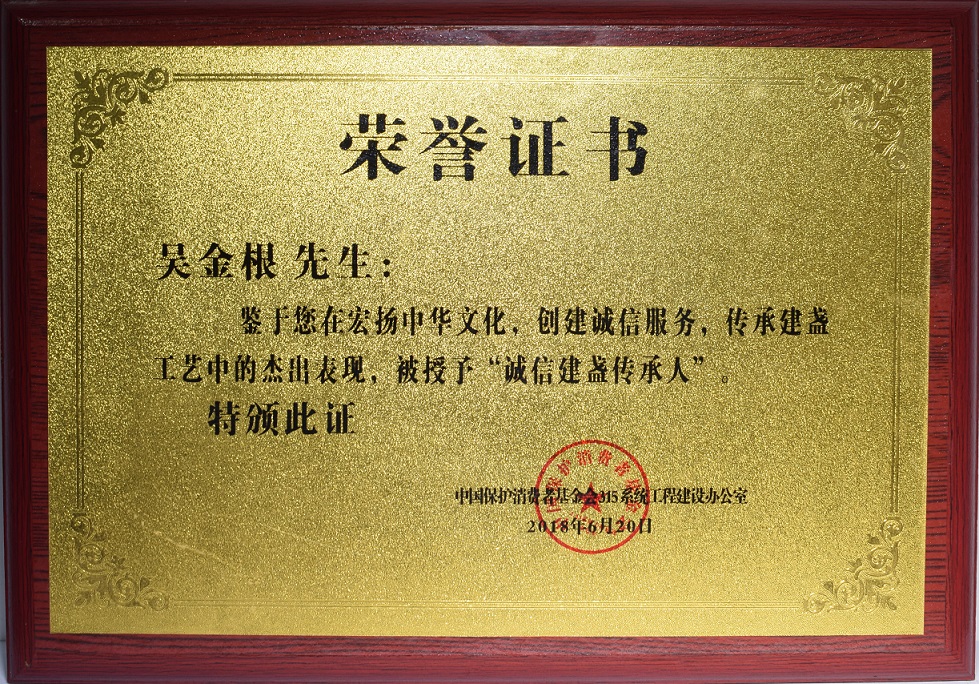 荣誉证书
吴金根 先生：
鉴于您在宏扬中华文化，创建诚信服务，传承建盏
工艺中的杰出表现，被授予“诚信建盏传承人”。
特颁此证
中国保护消费者基金会315系统工程建设办公室
2018年6月20日